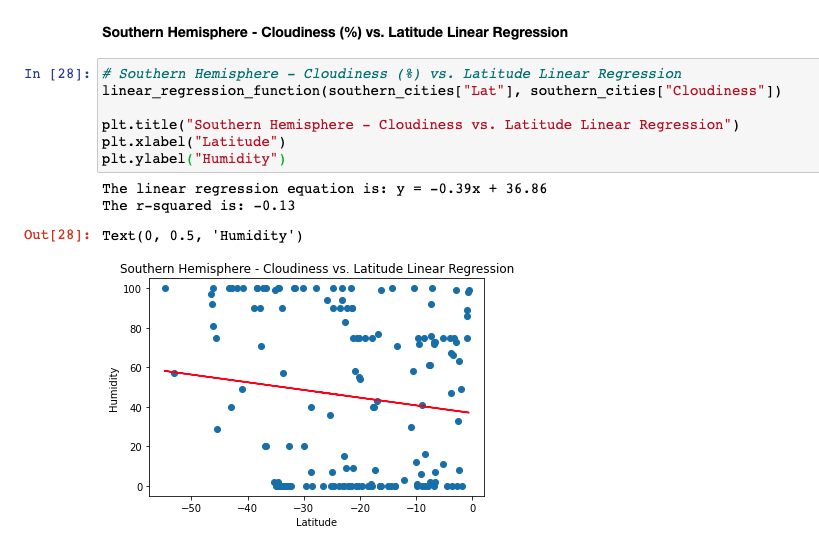 Southern Hemisphere - Cloudiness (%) vs. Latitude Linear Regression
In [28]: # Southern Hemisphere - Cloudiness (%) vs. Latitude Linear Regression
linear_regression_function(southern_cities["Lat"], southern_cities["Cloudiness"])
plt.title("Southern Hemisphere - Cloudiness vs. Latitude Linear Regression")
plt.xlabel("Latitude")
plt.ylabel("Humidity")
The linear regression equation is: y = -0.39x + 36.86
The r-squared is: -0.13
Out[28]: Text(0, 0.5, 'Humidity')
Southern Hemisphere - Cloudiness vs. Latitude Linear Regression
100
80
60
40
20
0
Humidity
−50 −40 −30 −20 −10 0
Latitude